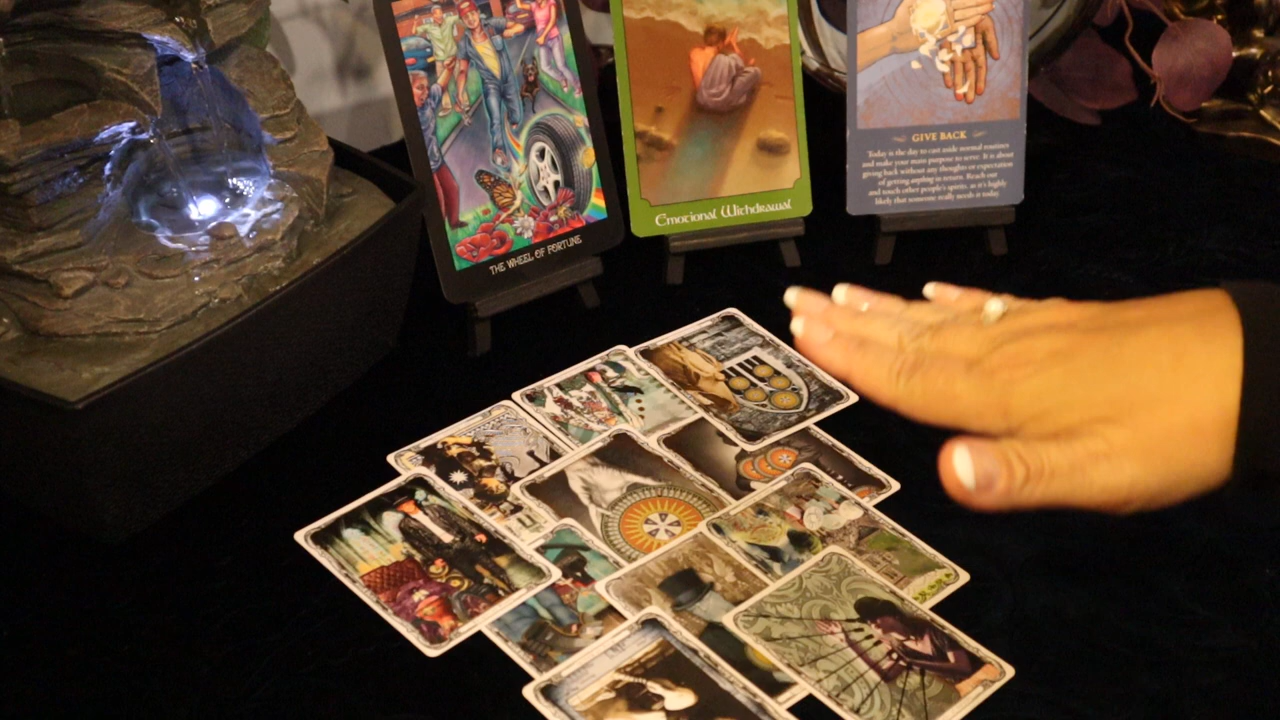 THE WHEEL OF FORTUNE
Emotional Withdrawal
GIVE BACK
Today is the day to cast aside normal routines
and make your main purpose to serve. It is about
giving back without any thoughts or expectation
of getting anything in return. Reach out
and touch other people's spirits, as it's highly
likely that someone really needs it today.